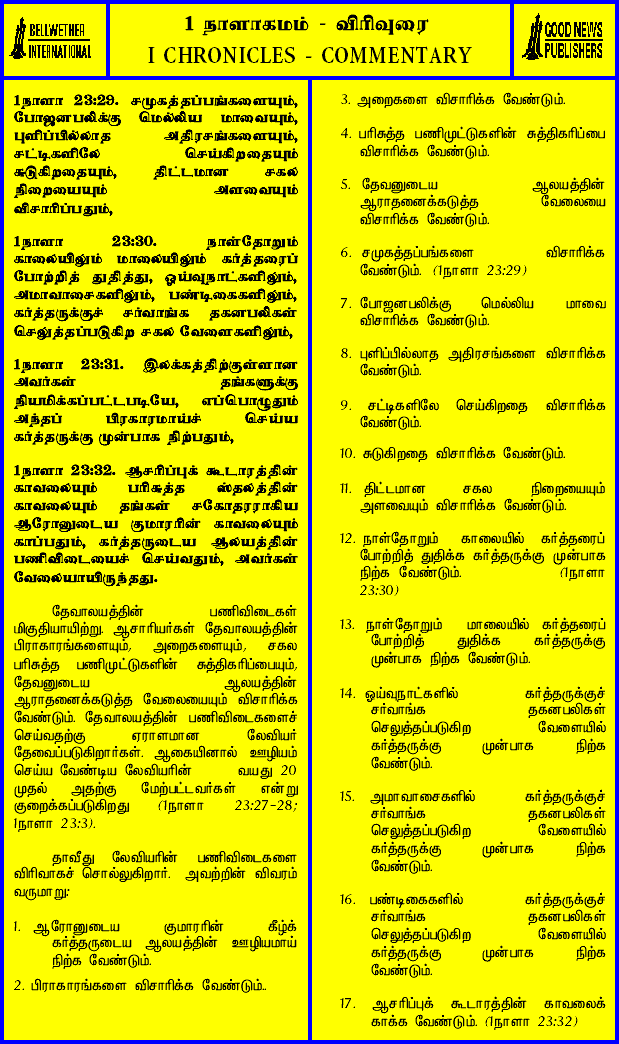 BELLWETHER
INTERNATIONAL
1 நாளாகமம் - விரிவுரை
I CHRONICLES - COMMENTARY
GOOD NEWS
PUBLISHERS
1நாளா 23:29. சமுகத்தப்பங்களையும்,
போஜனபலிக்கு மெல்லிய மாவையும்,
புளிப்பில்லாத அதிரசங்களையும்,
சட்டிகளிலே செய்கிறதையும்
சுடுகிறதையும், திட்டமான சகல
நிறையையும் அளவையும்
விசாரிப்பதும்,
1நாளா 23:30. நாள்தோறும்
காலையிலும் மாலையிலும் கர்த்தரைப்
போற்றித் துதித்து, ஓய்வுநாட்களிலும்,
அமாவாசைகளிலும், பண்டிகைகளிலும்,
கர்த்தருக்குச் சர்வாங்க தகனபலிகள்
செலுத்தப்படுகிற சகல வேளைகளிலும்,
1நாளா 23:31. இலக்கத்திற்குள்ளான
அவர்கள் தங்களுக்கு
நியமிக்கப்பட்டபடியே, எப்பொழுதும்
அந்தப் பிரகாரமாய்ச் செய்ய
கர்த்தருக்கு முன்பாக நிற்பதும்,
1நாளா 23:32. ஆசரிப்புக் கூடாரத்தின்
காவலையும் பரிசுத்த ஸ்தலத்தின்
காவலையும் தங்கள் சகோதரராகிய
ஆரோனுடைய குமாரரின் காவலையும்
காப்பதும், கர்த்தருடைய ஆலயத்தின்
பணிவிடையைச் செய்வதும், அவர்கள்
வேலையாயிருந்தது.
தேவாலயத்தின் பணிவிடைகள்
மிகுதியாயிற்று. ஆசாரியர்கள் தேவாலயத்தின்
பிராகாரங்களையும், அறைகளையும், சகல
பரிசுத்த பணிமுட்டுகளின் சுத்திகரிப்பையும்,
தேவனுடைய ஆலயத்தின்
ஆராதனைக்கடுத்த வேலையையும் விசாரிக்க
வேண்டும். தேவாலயத்தின் பணிவிடைகளைச்
செய்வதற்கு ஏராளமான லேவியர்
தேவைப்படுகிறார்கள். ஆகையினால் ஊழியம்
செய்ய வேண்டிய லேவியரின் வயது 20
முதல் அதற்கு மேற்பட்டவர்கள் என்று
குறைக்கப்படுகிறது (1நாளா 23:27-28;
1நாளா 23:3).
தாவீது லேவியரின் பணிவிடைகளை
விரிவாகச் சொல்லுகிறார். அவற்றின் விவரம்
வருமாறு:
1. ஆரோனுடைய குமாரரின் கீழ்க்
கர்த்தருடைய ஆலயத்தின் ஊழியமாய்
நிற்க வேண்டும்.
2. பிராகாரங்களை விசாரிக்க வேண்டும்..
3. அறைகளை விசாரிக்க வேண்டும்.
4. பரிசுத்த பணிமுட்டுகளின் சுத்திகரிப்பை
விசாரிக்க வேண்டும்.
5. தேவனுடைய ஆலயத்தின்
ஆராதனைக்கடுத்த வேலையை
விசாரிக்க வேண்டும்.
6. சமுகத்தப்பங்களை விசாரிக்க
வேண்டும். (1நாளா 23:29)
7. போஜனபலிக்கு மெல்லிய மாவை
விசாரிக்க வேண்டும்.
8. புளிப்பில்லாத அதிரசங்களை விசாரிக்க
வேண்டும்.
9. சட்டிகளிலே செய்கிறதை விசாரிக்க
வேண்டும்.
10. சுடுகிறதை விசாரிக்க வேண்டும்.
11. திட்டமான சகல நிறையையும்
அளவையும் விசாரிக்க வேண்டும்.
12. நாள்தோறும் காலையில் கர்த்தரைப்
போற்றித் துதிக்க கர்த்தருக்கு முன்பாக
நிற்க வேண்டும். (1நாளா
23:30)
13. நாள்தோறும் மாலையில் கர்த்தரைப்
போற்றித் துதிக்க கர்த்தருக்கு
முன்பாக நிற்க வேண்டும்.
14. ஓய்வுநாட்களில் கர்த்தருக்குச்
சர்வாங்க தகனபலிகள்
செலுத்தப்படுகிற வேளையில்
கர்த்தருக்கு முன்பாக நிற்க
வேண்டும்.
15. அமாவாசைகளில் கர்த்தருக்குச்
சர்வாங்க தகனபலிகள்
செலுத்தப்படுகிற வேளையில்
கர்த்தருக்கு முன்பாக நிற்க
வேண்டும்.
16. பண்டிகைகளில் கர்த்தருக்குச்
சர்வாங்க தகனபலிகள்
செலுத்தப்படுகிற வேளையில்
கர்த்தருக்கு முன்பாக நிற்க
வேண்டும்.
17. ஆசரிப்புக் கூடாரத்தின் காவலைக்
காக்க வேண்டும். (1நாளா 23:32)